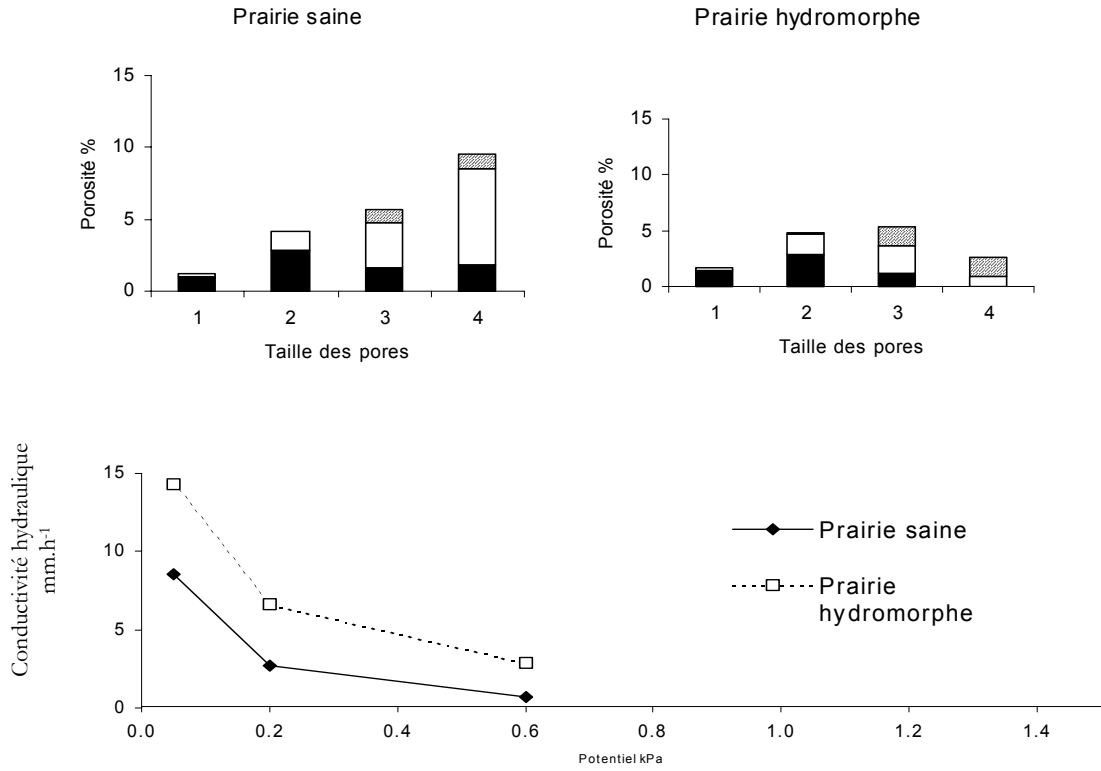 Prairie saine
Prairie hydromorphe
15
10
5
0
Porosité %
1 2 3 4
Taille des pores
15
10
5
0
Porosité %
1 2 3 4
Taille des pores
Conductivité hydraulique
mm.h-1
15
10
5
0
0.0 0.2 0.4 0.6 0.8 1.0 1.2 1.4
Potentiel kPa
Prairie saine
Prairie
hydromorphe